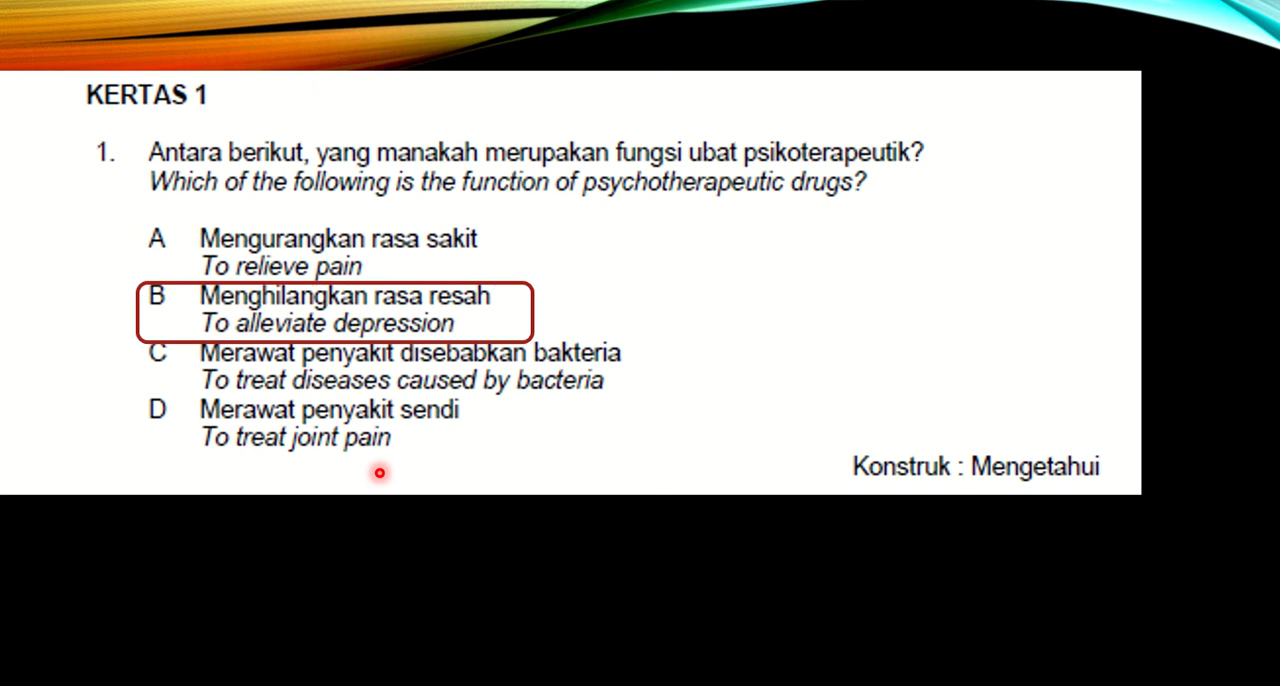 KERTAS 1
1. Antara berikut, yang manakah merupakan fungsi ubat psikoterapeutik?
Which of the following is the function of psychotherapeutic drugs?
A Mengurangkan rasa sakit
To relieve pain
B Menghilangkan rasa resah
To alleviate depression
C Merawat penyakit disebabkan bakteria
To treat diseases caused by bacteria
D Merawat penyakit sendi
To treat joint pain
Konstruk : Mengetahui